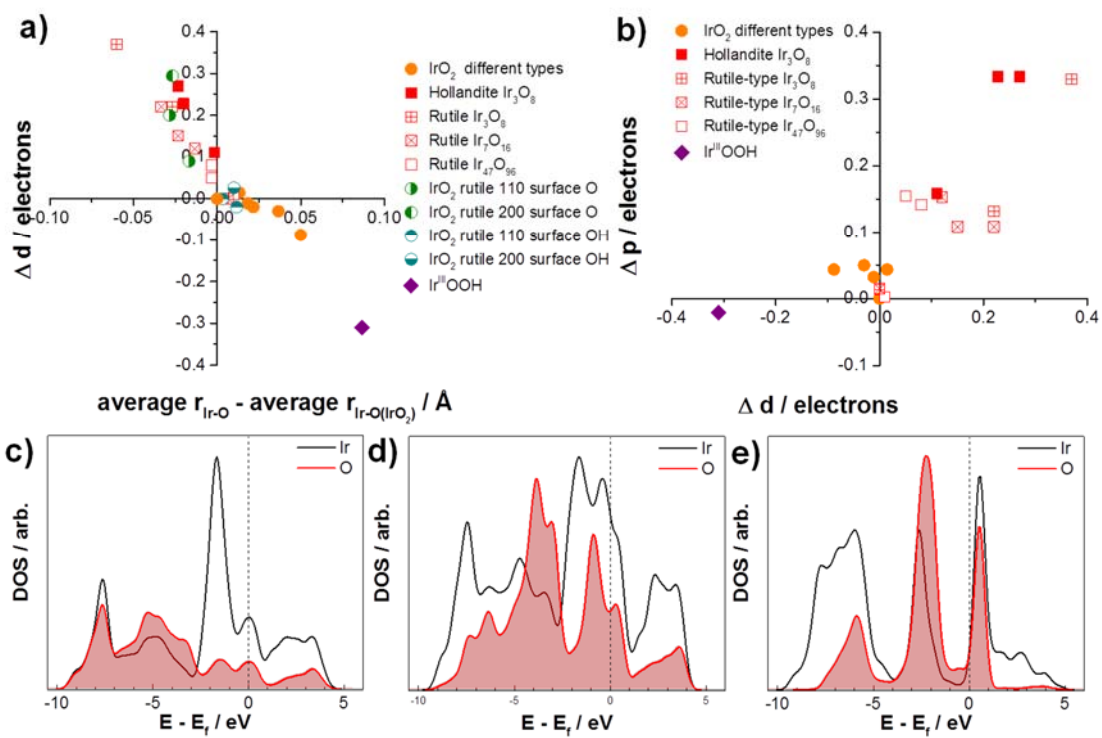 a)
Δ d / electrons
0.4
0.3
0.2
0.1
0.0
-0.1
-0.2
-0.3
-0.4
-0.10
-0.05
0.00
0.05
0.10
average r_Ir-O - average r_Ir-O(IrO₂) / Å
IrO₂ different types
Hollandite Ir₃O₈
Rutile Ir₃O₈
Rutile Ir₇O₁₆
Rutile Ir₄₇O₉₆
IrO₂ rutile 110 surface O
IrO₂ rutile 200 surface O
IrO₂ rutile 110 surface OH
IrO₂ rutile 200 surface OH
IrᴵᴵᴵOOH
b)
IrO₂ different types
Hollandite Ir₃O₈
Rutile-type Ir₃O₈
Rutile-type Ir₇O₁₆
Rutile-type Ir₄₇O₉₆
IrᴵᴵᴵOOH
Δ p / electrons
0.4
0.3
0.2
0.1
0.0
-0.1
-0.4
-0.2
0.0
0.2
0.4
Δ d / electrons
c)
Ir
O
DOS / arb.
-10
-5
0
5
E - E_f / eV
d)
Ir
O
DOS / arb.
-10
-5
0
5
E - E_f / eV
e)
Ir
O
DOS / arb.
-10
-5
0
5
E - E_f / eV